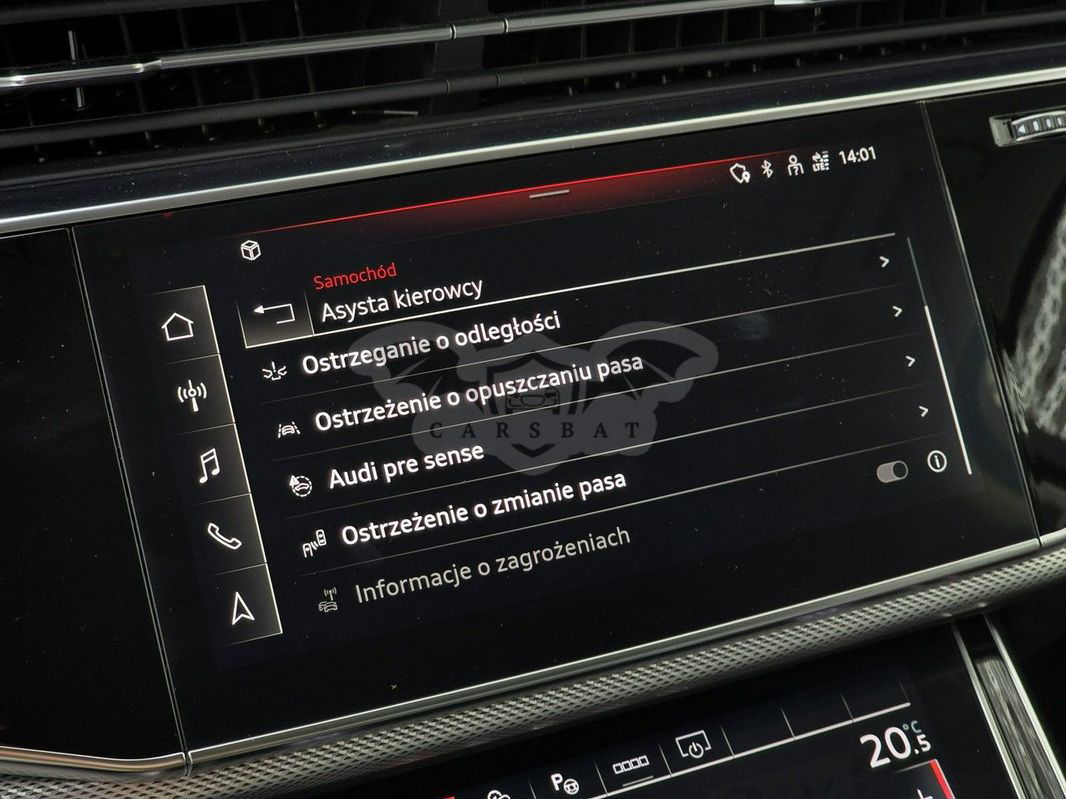 LTE 14:01
Samochód
Asysta kierowcy
Ostrzeganie o odległości
Ostrzeżenie o opuszczaniu pasa
CARSBAT
Audi pre sense
Ostrzeżenie o zmianie pasa
Informacje o zagrożeniach
20.5 °C
P